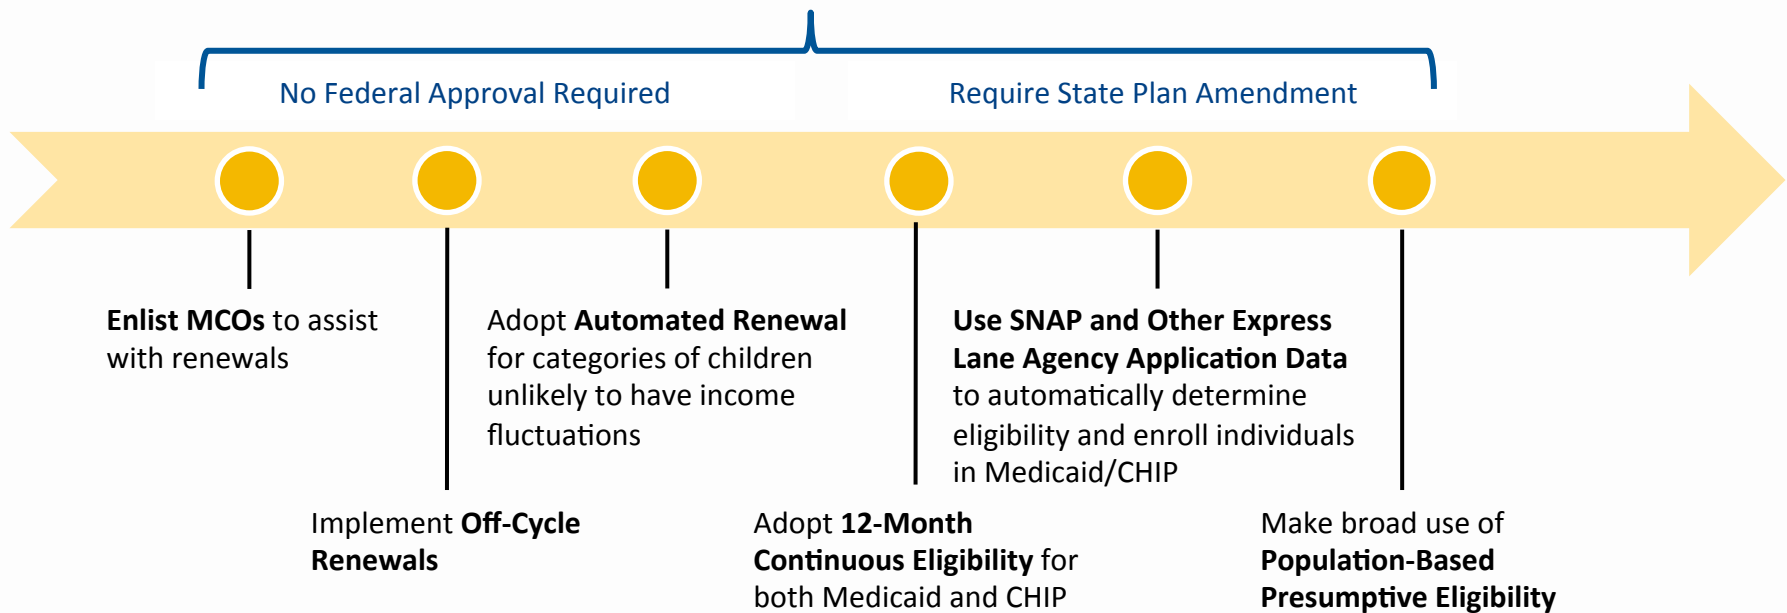 No Federal Approval Required
Require State Plan Amendment
Enlist MCOs to assist
with renewals
Implement Off-Cycle
Renewals
Adopt Automated Renewal
for categories of children
unlikely to have income
fluctuations
Adopt 12-Month
Continuous Eligibility for
both Medicaid and CHIP
Use SNAP and Other Express
Lane Agency Application Data
to automatically determine
eligibility and enroll individuals
in Medicaid/CHIP
Make broad use of
Population-Based
Presumptive Eligibility